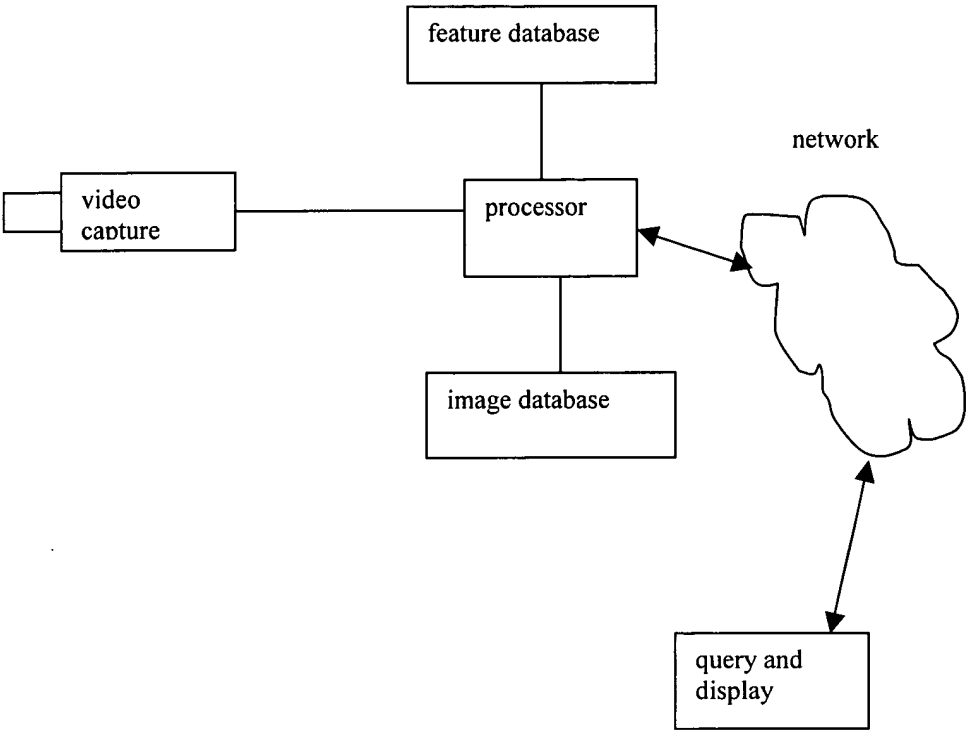 feature database
network
video
capture
processor
image database
query and
display